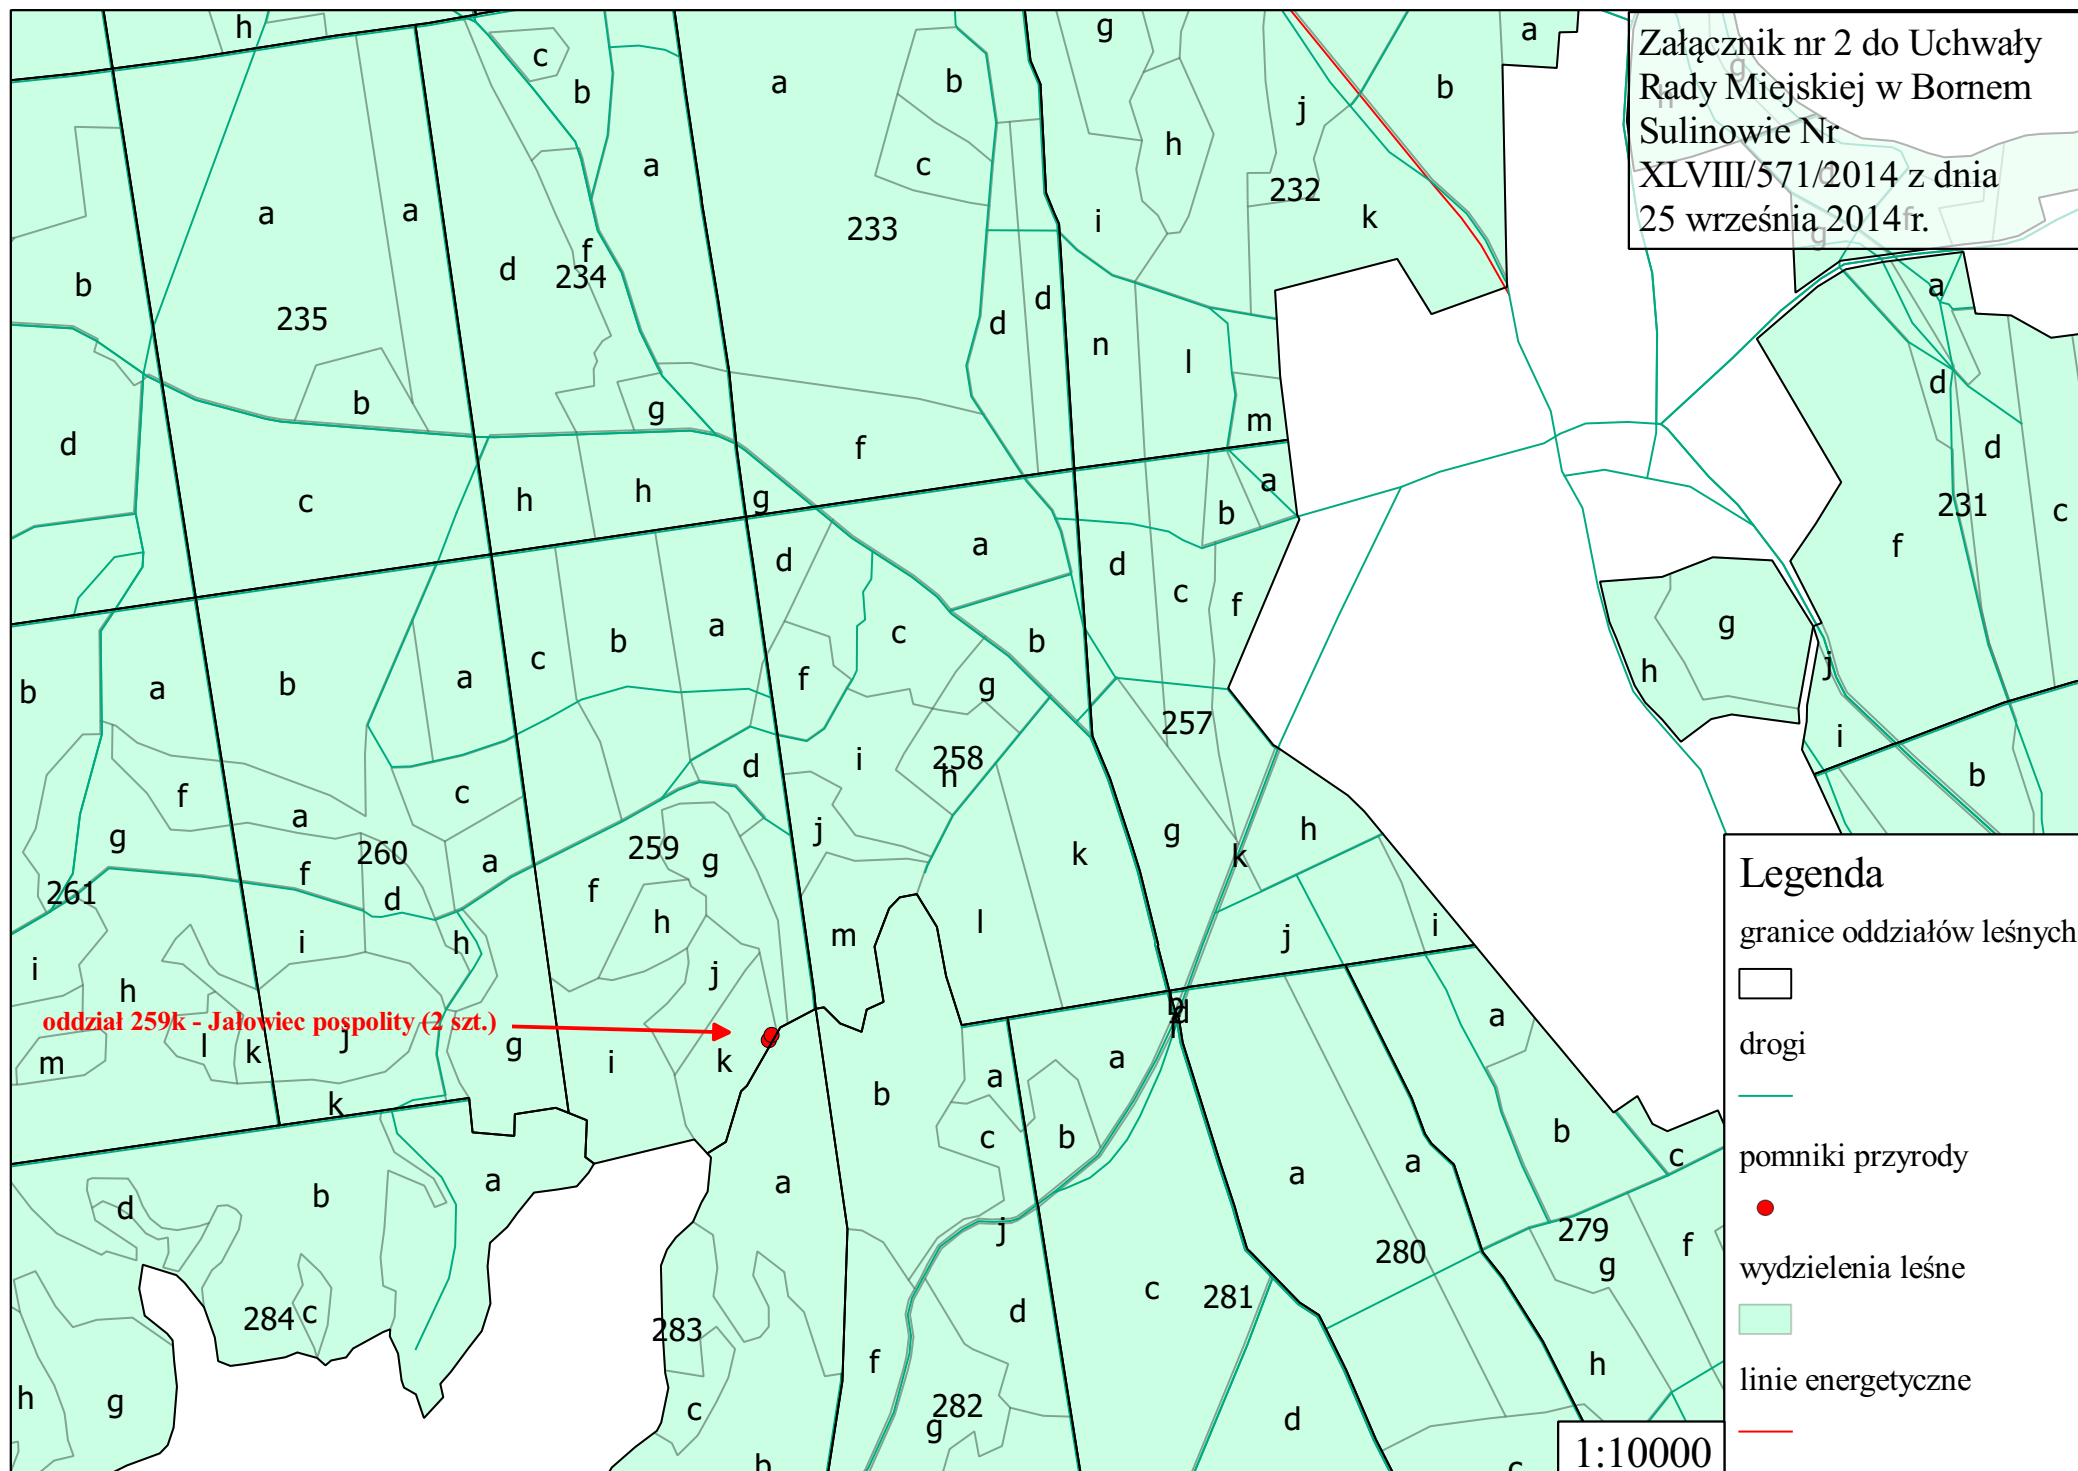 Załącznik nr 2 do Uchwały
Rady Miejskiej w Bornem
Sulinowie Nr
XLVIII/571/2014 z dnia
25 września 2014 r.
h
c
b
a
b
g
a
b
j
h
a
c
a
a
i
232
k
233
d
f
234
b
235
d
d
a
n
l
b
g
m
d
f
d
d
c
h
h
g
a
b
231
c
f
a
d
d
c
f
g
c
b
a
c
b
h
j
b
a
b
a
c
f
g
257
i
258
h
i
d
b
f
c
a
g
260
f
a
259
g
j
k
g
k
h
261
d
f
h
m
l
j
i
i
h
i
h
j
oddział 259k - Jałowiec pospolity (2 szt.)
m
l
k
j
g
i
k
k
b
a
a
a
c
b
b
c
a
a
d
b
a
a
j
279
f
g
280
c
281
d
284
c
283
f
h
h
g
c
282
g
d
b
c
Legenda
granice oddziałów leśnych
drogi
pomniki przyrody
wydzielenia leśne
linie energetyczne
1:10000